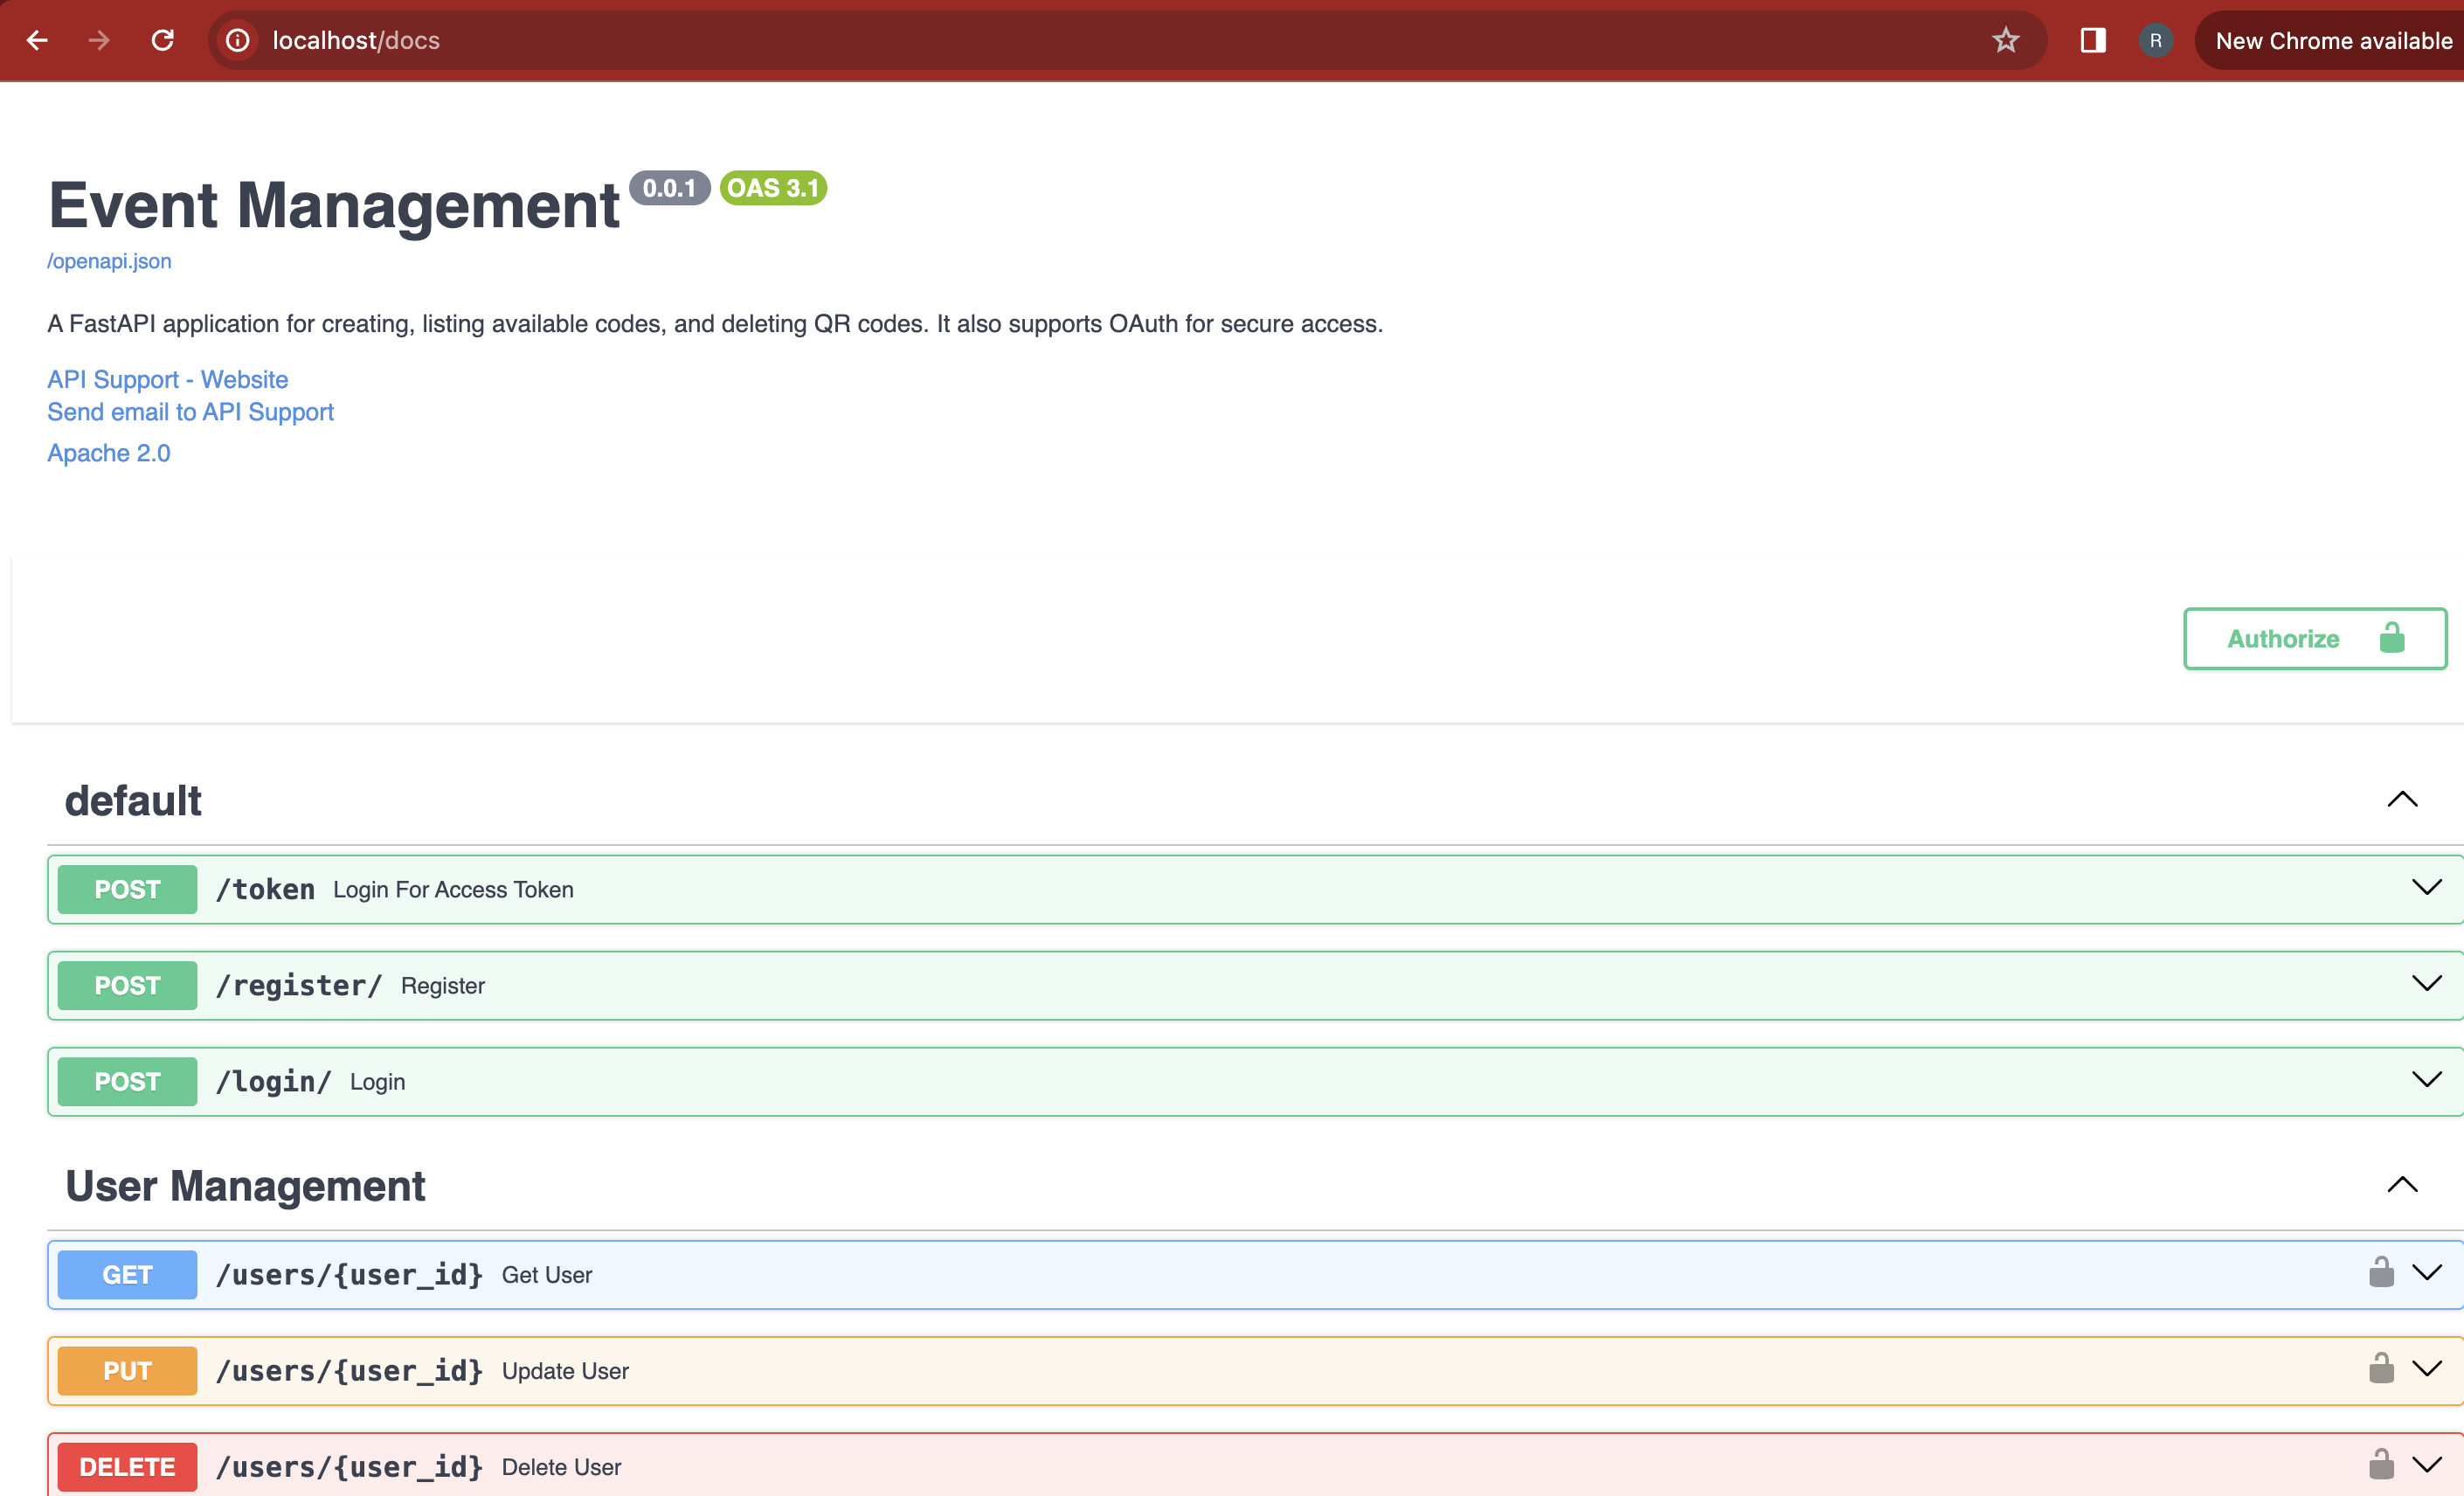 localhost/docs
R
New Chrome available
Event Management 0.0.1 OAS 3.1
/openapi.json
A FastAPI application for creating, listing available codes, and deleting QR codes. It also supports OAuth for secure access.
API Support - Website
Send email to API Support
Apache 2.0
Authorize
default
POST /token Login For Access Token
POST /register/ Register
POST /login/ Login
User Management
GET /users/{user_id} Get User
PUT /users/{user_id} Update User
DELETE /users/{user_id} Delete User